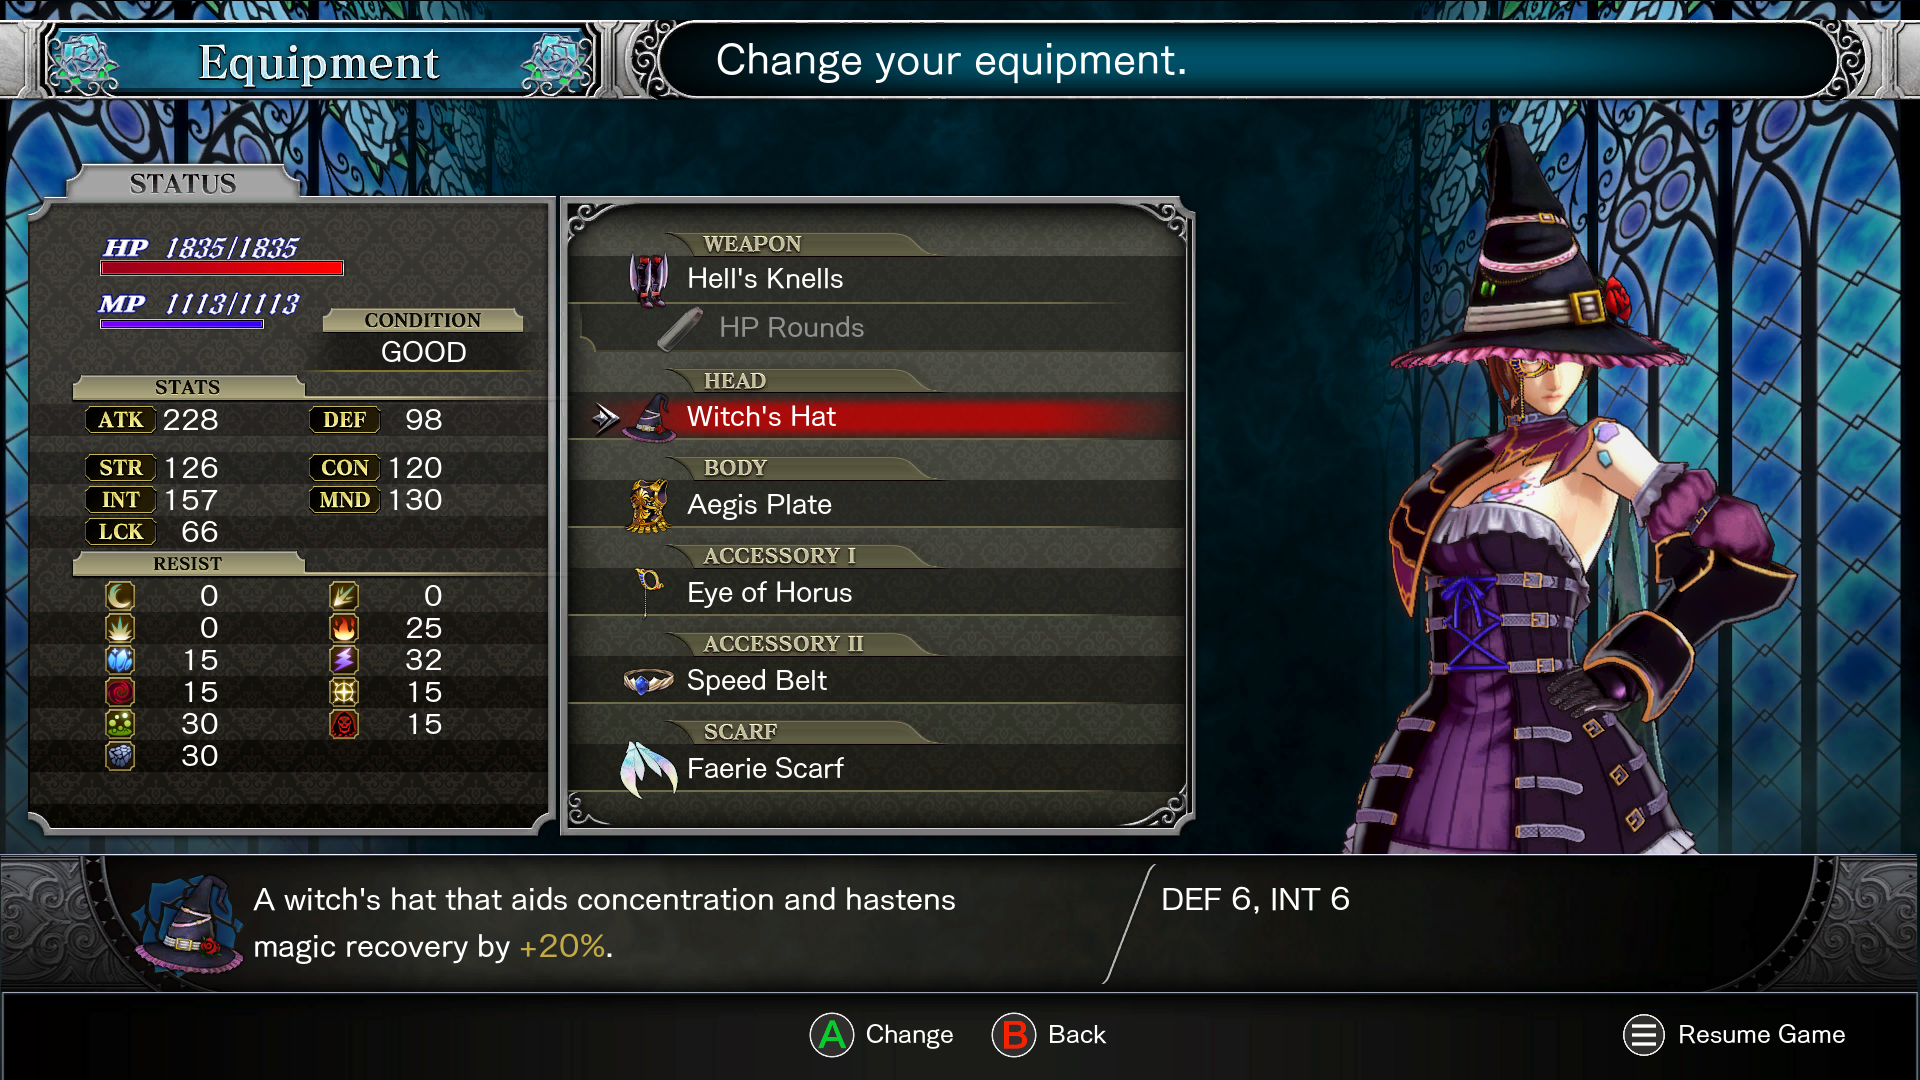 Equipment
Change your equipment.
STATUS
HP 1835/1835
MP 1113/1113
CONDITION
GOOD
STATS
ATK 228 DEF 98
STR 126 CON 120
INT 157 MND 130
LCK 66
RESIST
0 0
0 25
15 32
15 15
30 15
30
WEAPON
Hell's Knells
HP Rounds
HEAD
Witch's Hat
BODY
Aegis Plate
ACCESSORY I
Eye of Horus
ACCESSORY II
Speed Belt
SCARF
Faerie Scarf
A witch's hat that aids concentration and hastens
magic recovery by +20%.
DEF 6, INT 6
A Change B Back Resume Game